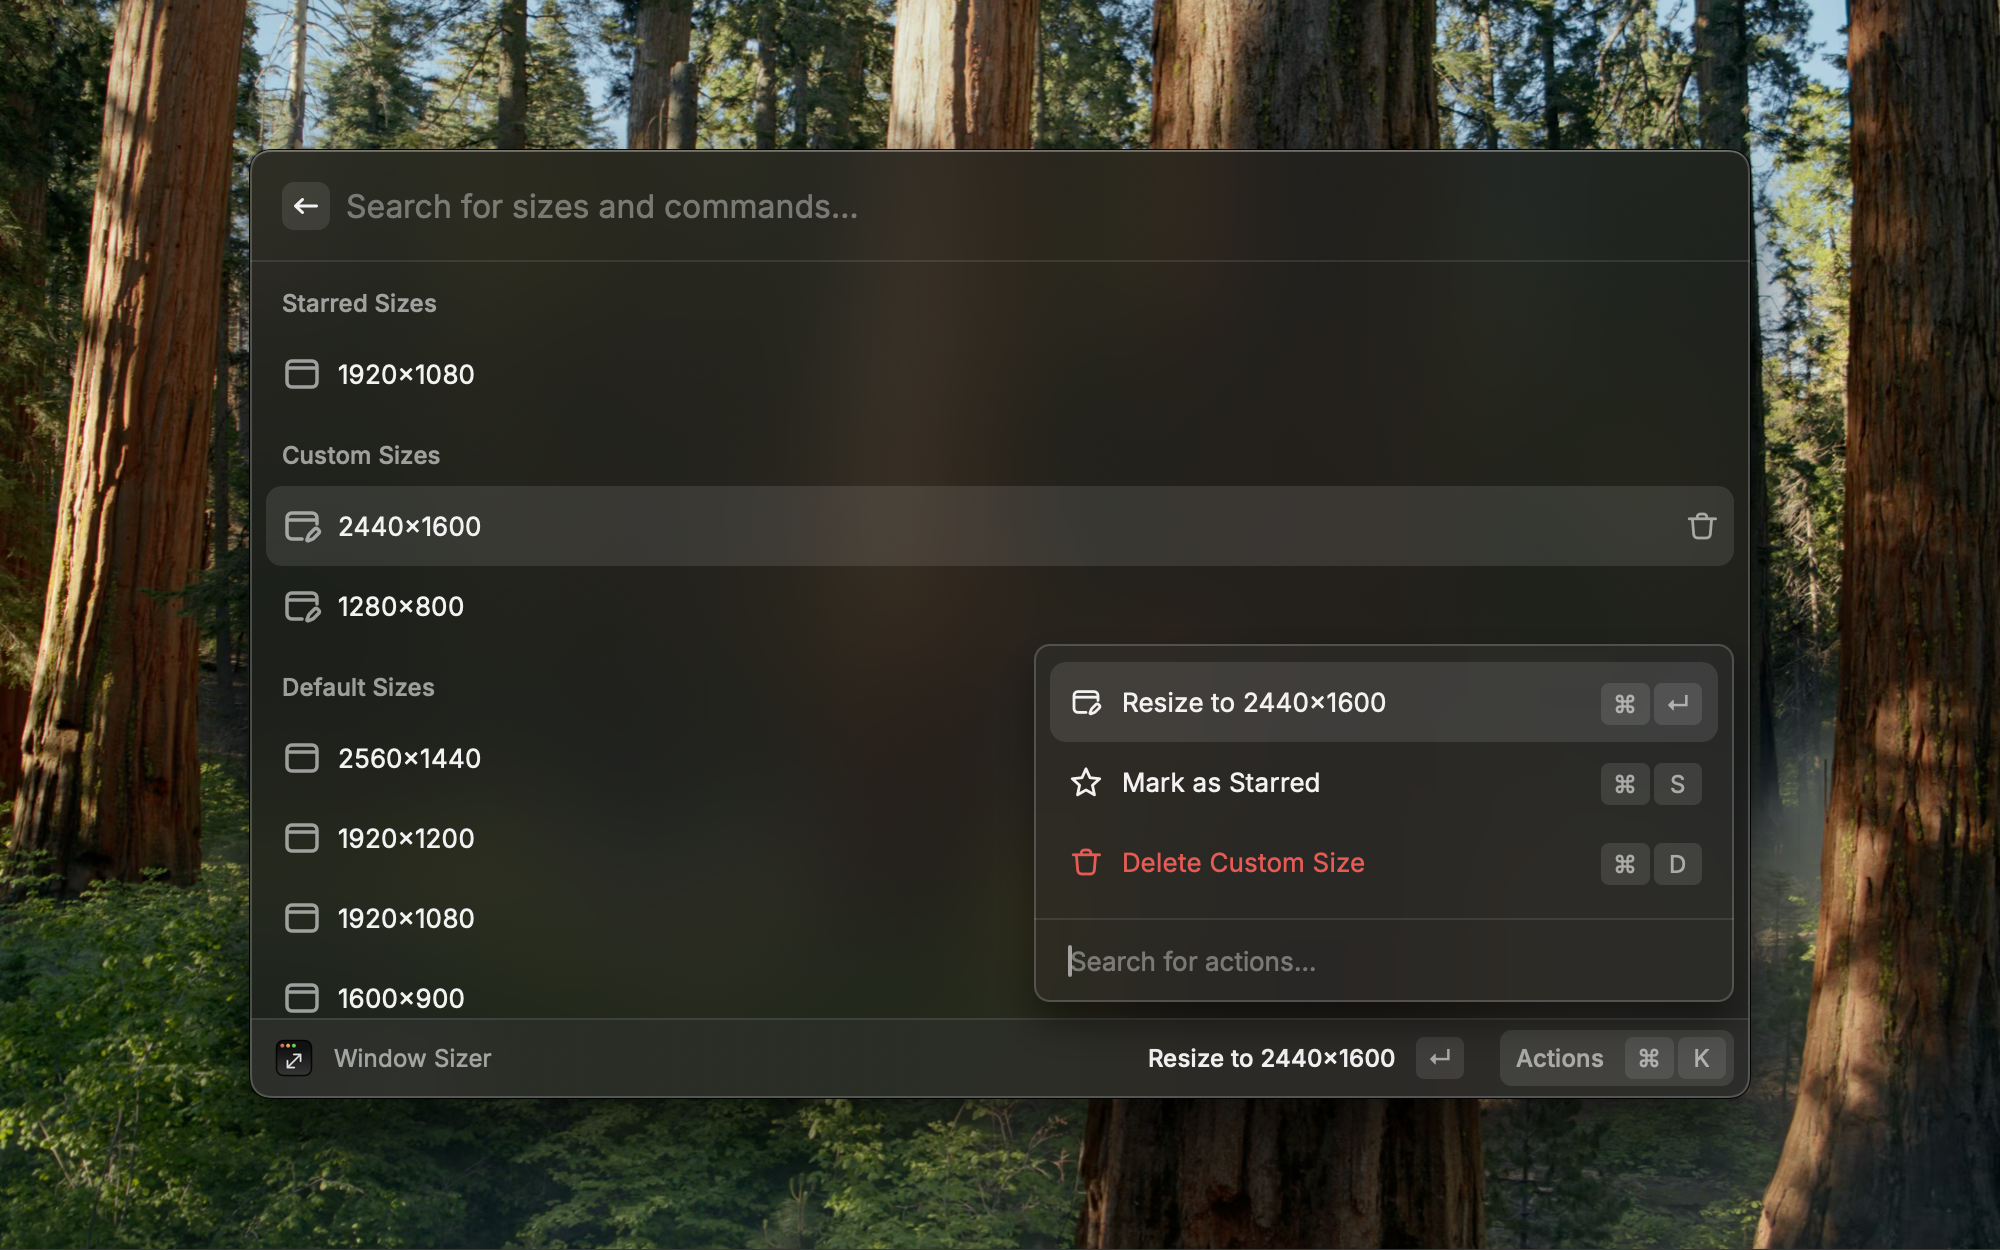 Search for sizes and commands...
Starred Sizes
1920×1080
Custom Sizes
2440×1600
1280×800
Default Sizes
2560×1440
1920×1200
1920×1080
1600×900
Resize to 2440×1600 ⌘ ↵
Mark as Starred ⌘ S
Delete Custom Size ⌘ D
Search for actions...
Window Sizer
Resize to 2440×1600 ↵
Actions ⌘ K